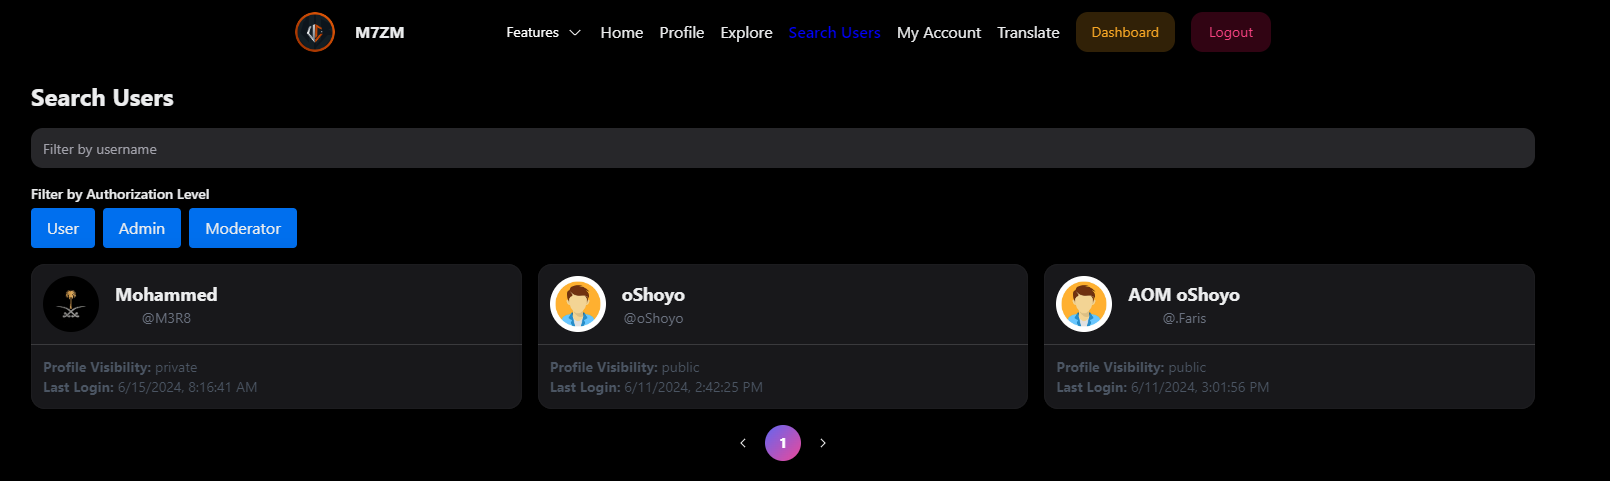 M7ZM Features Home Profile Explore Search Users My Account Translate Dashboard Logout
Search Users
Filter by username
Filter by Authorization Level
User Admin Moderator
Mohammed
@M3R8
Profile Visibility: private
Last Login: 6/15/2024, 8:16:41 AM
oShoyo
@oShoyo
Profile Visibility: public
Last Login: 6/11/2024, 2:42:25 PM
AOM oShoyo
@.Faris
Profile Visibility: public
Last Login: 6/11/2024, 3:01:56 PM
1